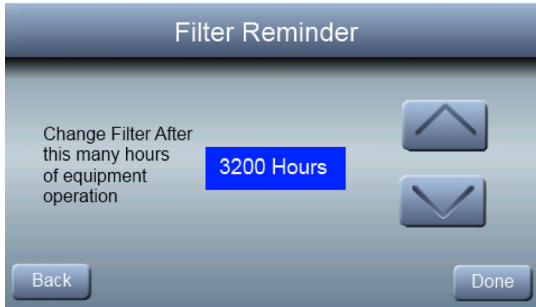 Filter Reminder
Change Filter After
this many hours
of equipment
operation
3200 Hours
Back
Done